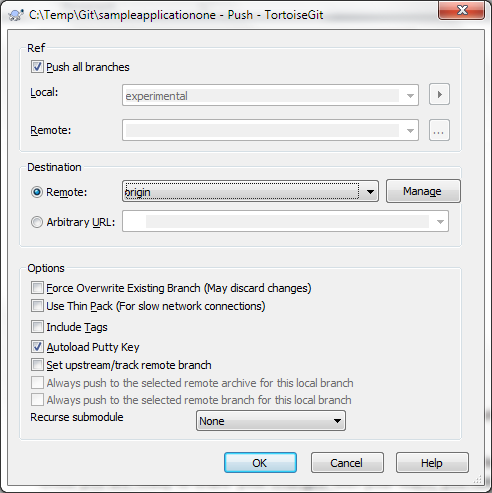 C:\Temp\Git\sampleapplicationone - Push - TortoiseGit
Ref
Push all branches
Local:
experimental
Remote:
...
Destination
Remote:
origin
Manage
Arbitrary URL:
Options
Force Overwrite Existing Branch (May discard changes)
Use Thin Pack (For slow network connections)
Include Tags
Autoload Putty Key
Set upstream/track remote branch
Always push to the selected remote archive for this local branch
Always push to the selected remote branch for this local branch
Recurse submodule
None
OK
Cancel
Help